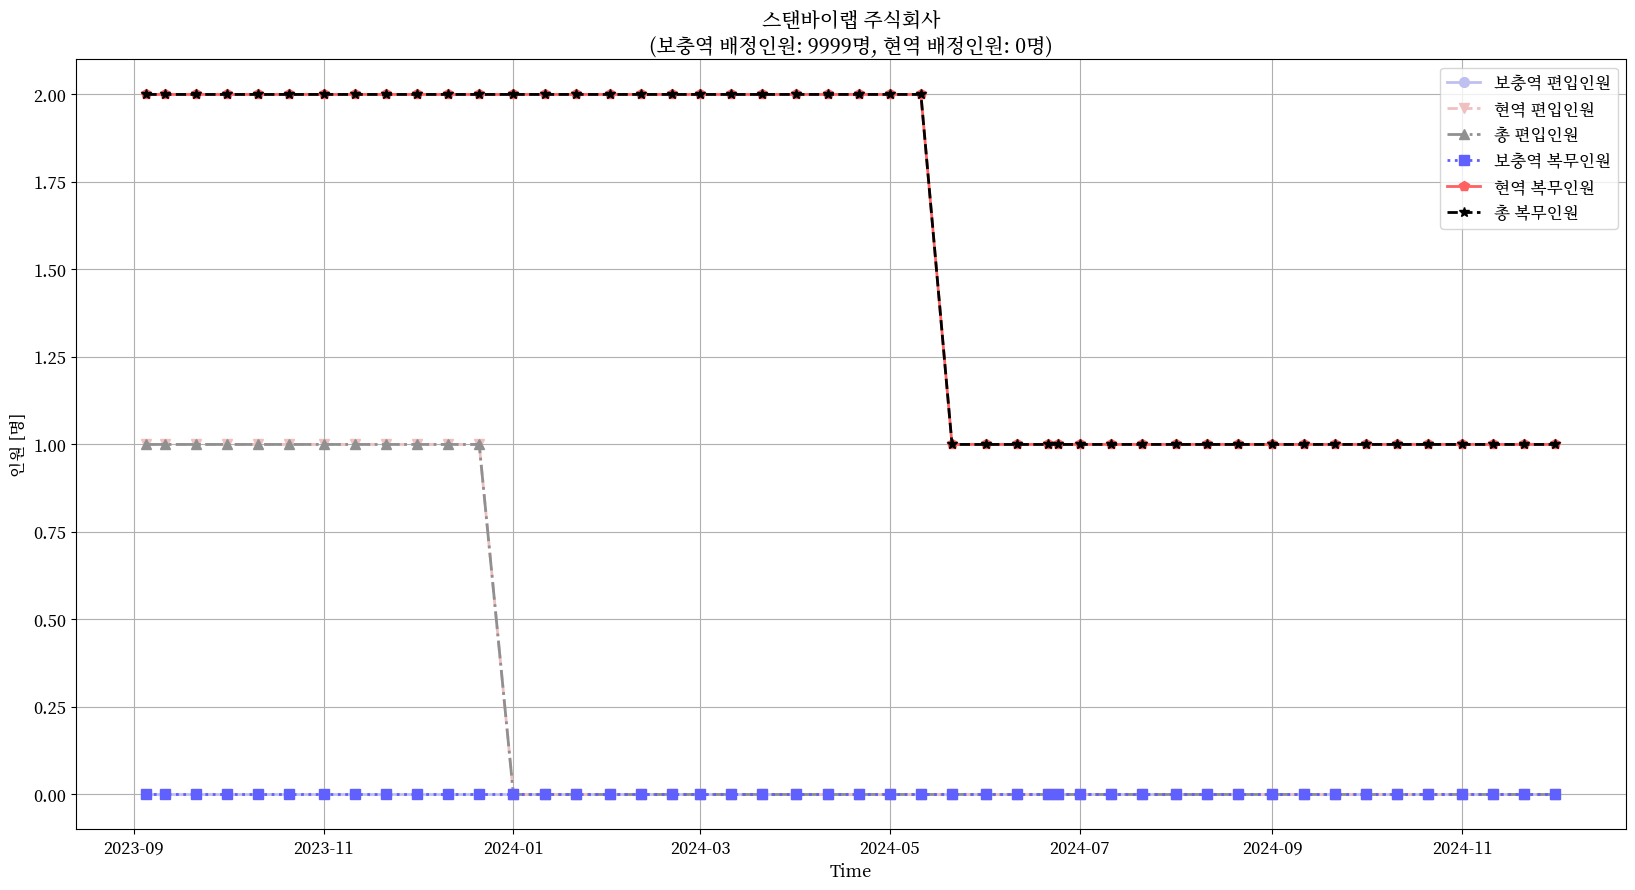 스탠바이랩 주식회사
(보충역 배정인원: 9999명, 현역 배정인원: 0명)
보충역 편입인원
현역 편입인원
총 편입인원
보충역 복무인원
현역 복무인원
총 복무인원
인원 [명]
2.00
1.75
1.50
1.25
1.00
0.75
0.50
0.25
0.00
2023-09 2023-11 2024-01 2024-03 2024-05 2024-07 2024-09 2024-11
Time